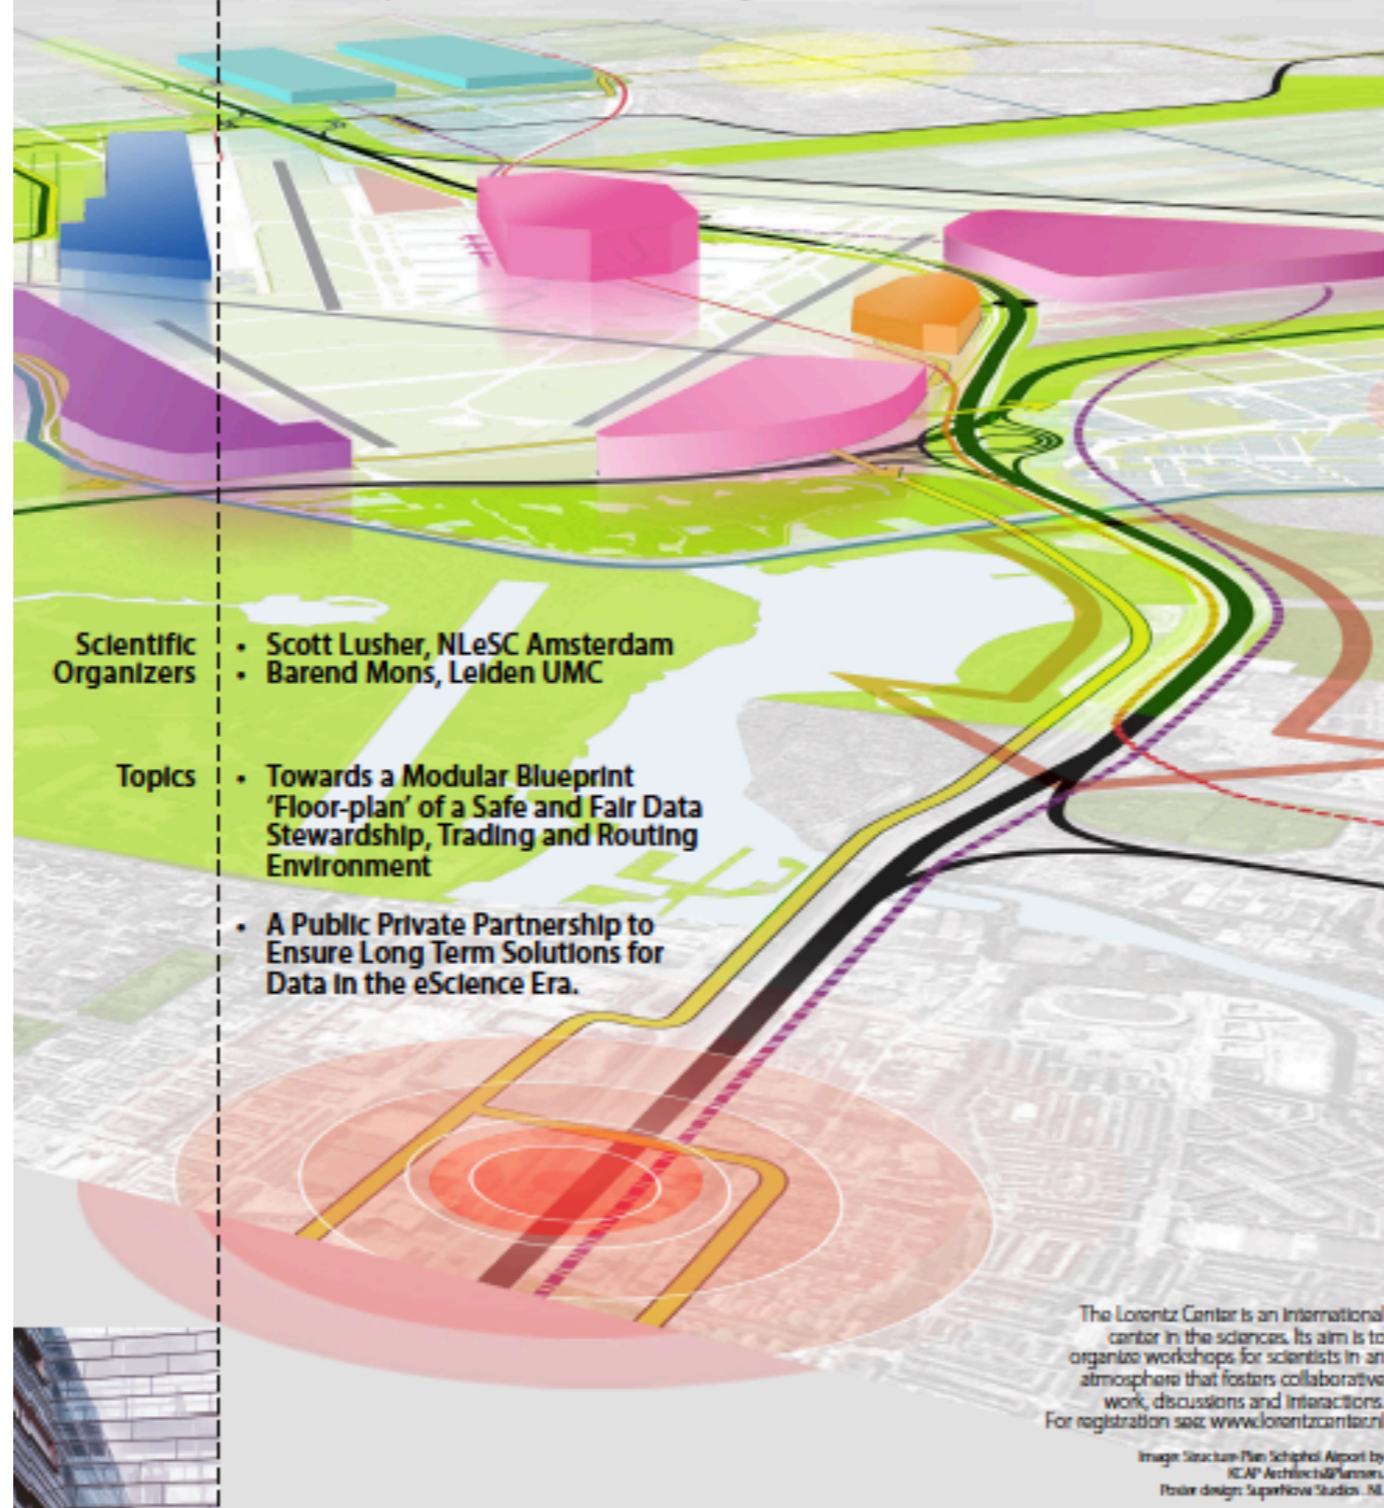 Scientific
Organizers
• Scott Lusher, NLeSC Amsterdam
• Barend Mons, Leiden UMC
Topics
• Towards a Modular Blueprint
‘Floor-plan’ of a Safe and Fair Data
Stewardship, Trading and Routing
Environment
• A Public Private Partnership to
Ensure Long Term Solutions for
Data in the eScience Era.
The Lorentz Center is an international
center in the sciences. Its aim is to
organize workshops for scientists in an
atmosphere that fosters collaborative
work, discussions and interactions.
For registration see: www.lorentzcenter.nl
Image: Structure Plan Schiphol Airport by
KCAP Architects&Planners.
Poster design: SuperNova Studios . NL